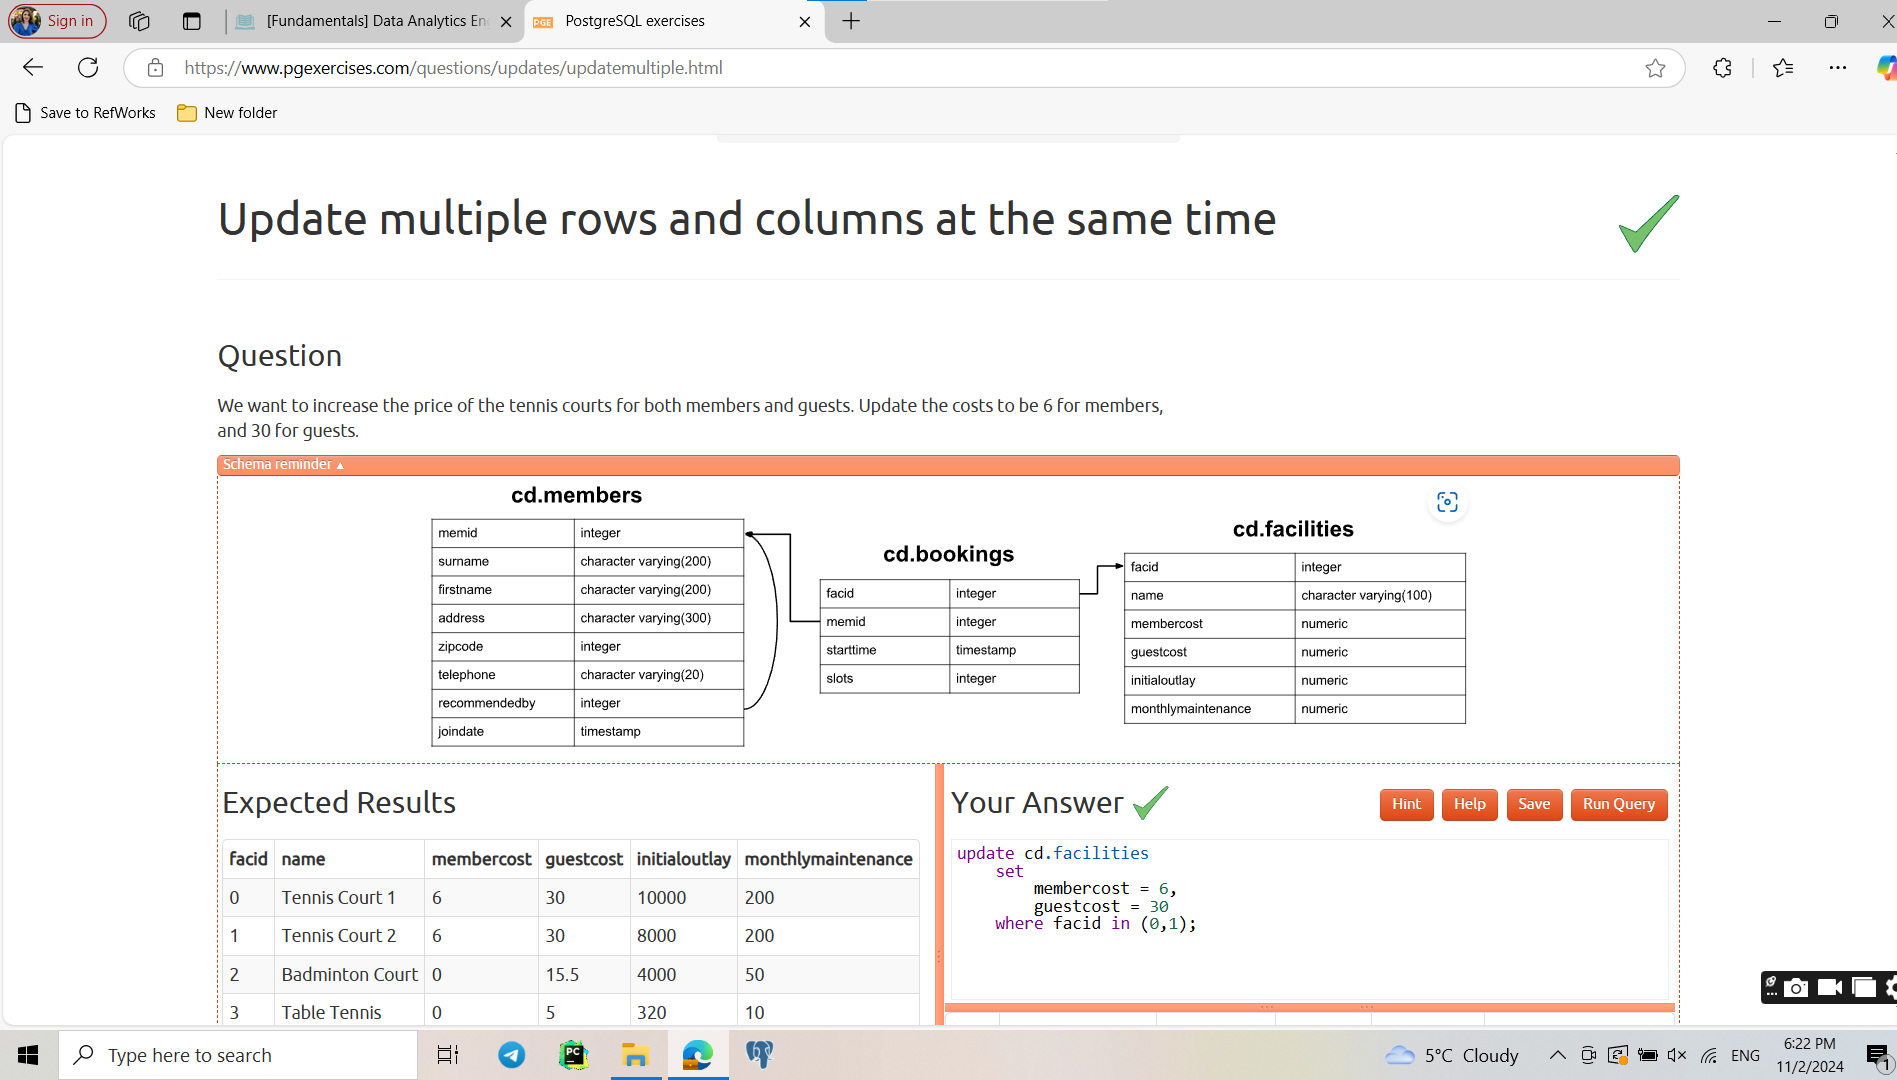 Sign in
[Fundamentals] Data Analytics En
PGE
PostgreSQL exercises
https://www.pgexercises.com/questions/updates/updatemultiple.html
Save to RefWorks
New folder
Update multiple rows and columns at the same time
Question
We want to increase the price of the tennis courts for both members and guests. Update the costs to be 6 for members,
and 30 for guests.
Schema reminder ▲
cd.members
memid integer
surname character varying(200)
firstname character varying(200)
address character varying(300)
zipcode integer
telephone character varying(20)
recommendedby integer
joindate timestamp
cd.bookings
facid integer
memid integer
starttime timestamp
slots integer
cd.facilities
facid integer
name character varying(100)
membercost numeric
guestcost numeric
initialoutlay numeric
monthlymaintenance numeric
Expected Results
facid name membercost guestcost initialoutlay monthlymaintenance
0 Tennis Court 1 6 30 10000 200
1 Tennis Court 2 6 30 8000 200
2 Badminton Court 0 15.5 4000 50
3 Table Tennis 0 5 320 10
Your Answer
Hint
Help
Save
Run Query
update cd.facilities
set
membercost = 6,
guestcost = 30
where facid in (0,1);
Type here to search
PC
5°C Cloudy
ENG
6:22 PM
11/2/2024
1